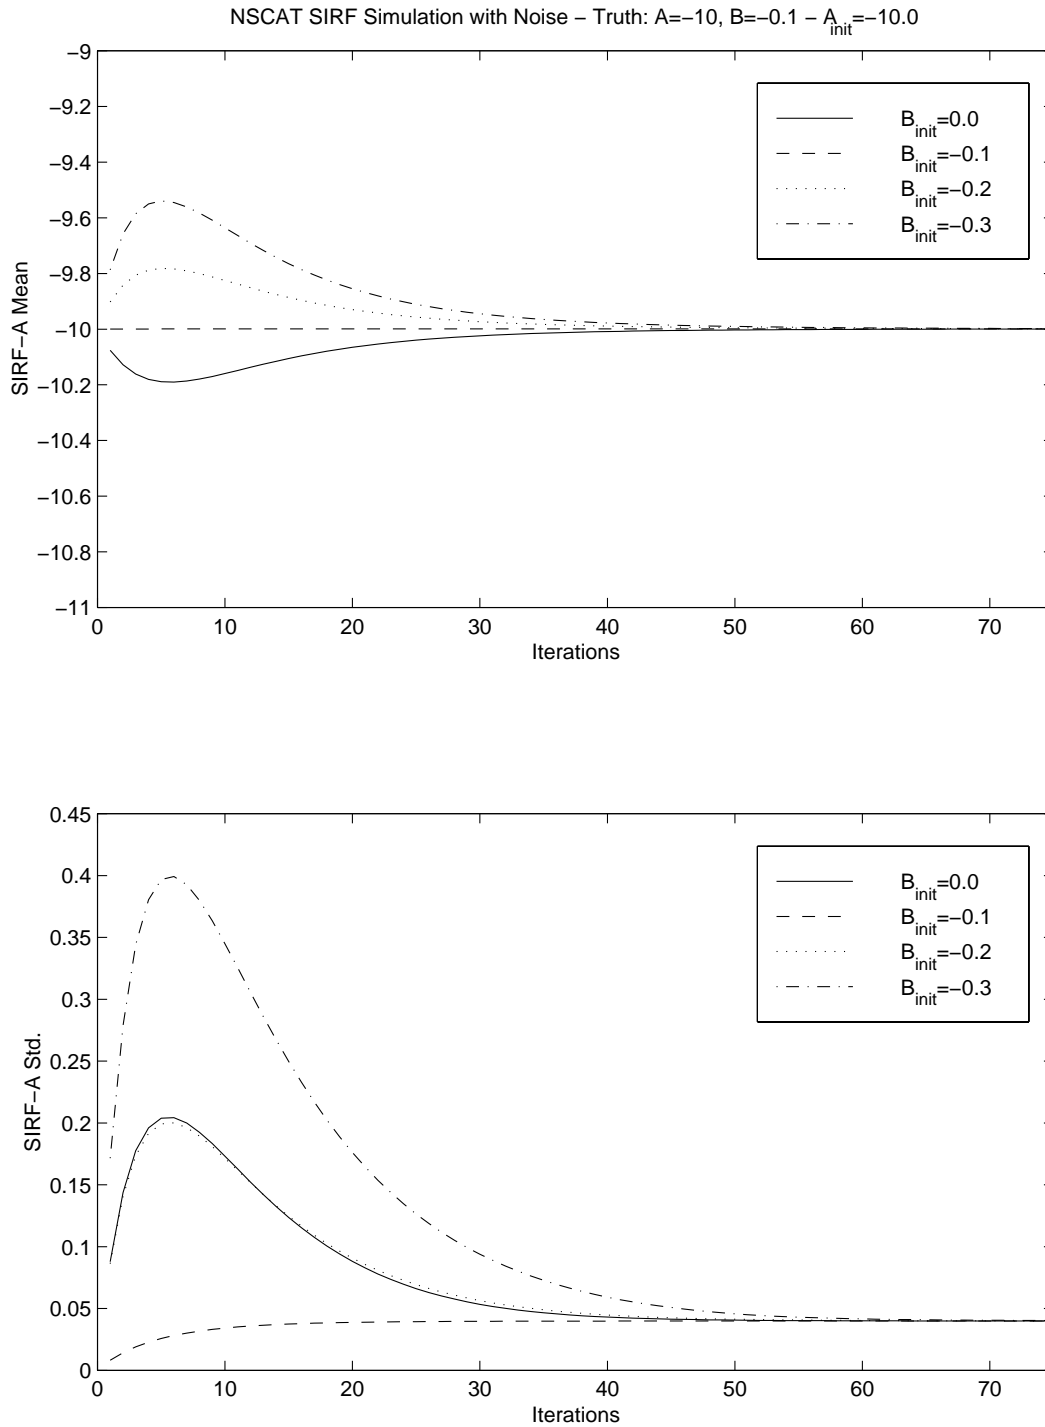 NSCAT SIRF Simulation with Noise – Truth: A=–10, B=–0.1 – A_init=–10.0
–9
–9.2
–9.4
–9.6
–9.8
–10
–10.2
–10.4
–10.6
–10.8
–11
SIRF–A Mean
B_init=0.0
B_init=–0.1
B_init=–0.2
B_init=–0.3
0 10 20 30 40 50 60 70
Iterations
0.45
0.4
0.35
0.3
0.25
0.2
0.15
0.1
0.05
0
SIRF–A Std.
B_init=0.0
B_init=–0.1
B_init=–0.2
B_init=–0.3
0 10 20 30 40 50 60 70
Iterations